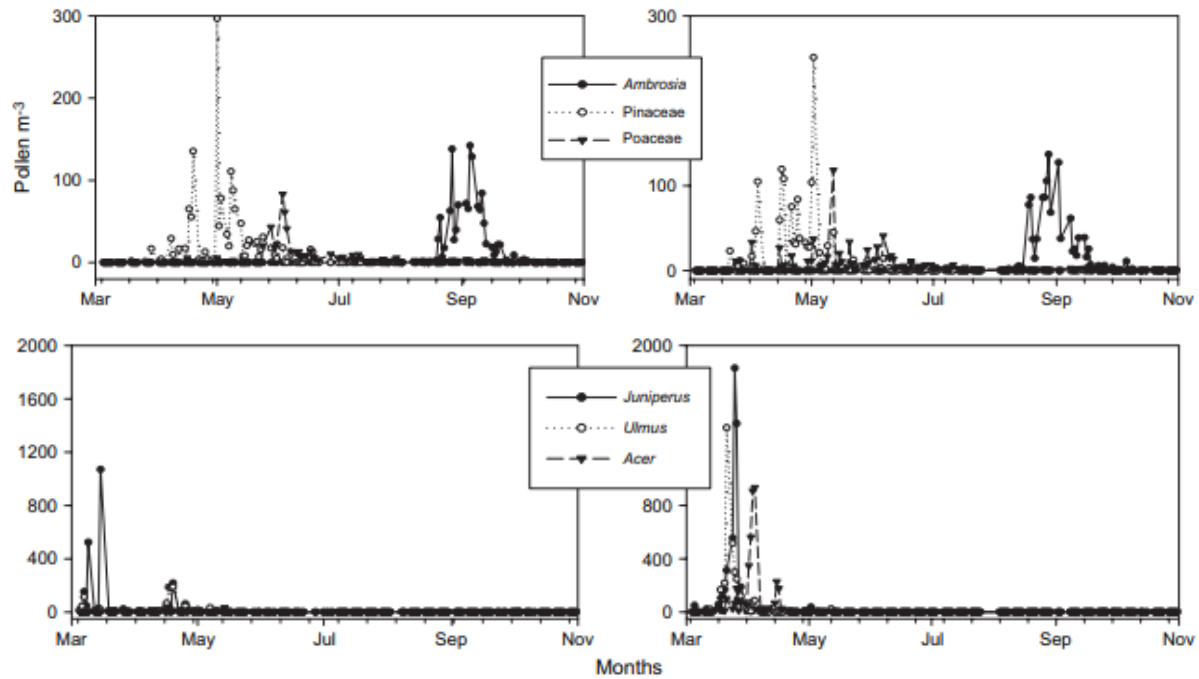 300
200
100
0
Pollen m-3
Mar
May
Jul
Sep
Nov
Ambrosia
Pinaceae
Poaceae
300
100
0
Mar
May
Jul
Sep
Nov
2000
1600
1200
800
400
0
Mar
May
Jul
Sep
Nov
Juniperus
Ulmus
Acer
2000
800
400
0
Mar
May
Jul
Sep
Nov
Months